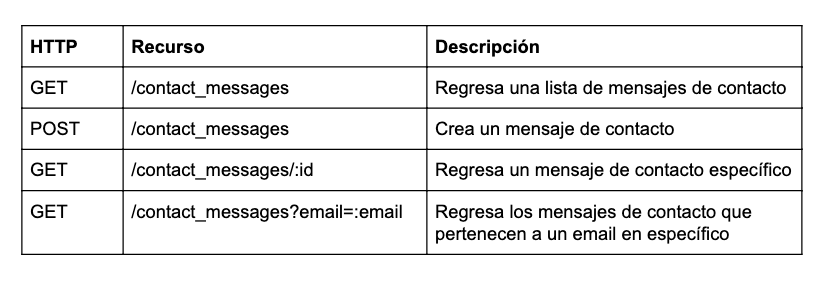 HTTP Recurso Descripción
GET /contact_messages Regresa una lista de mensajes de contacto
POST /contact_messages Crea un mensaje de contacto
GET /contact_messages/:id Regresa un mensaje de contacto específico
GET /contact_messages?email=:email Regresa los mensajes de contacto que
pertenecen a un email en específico